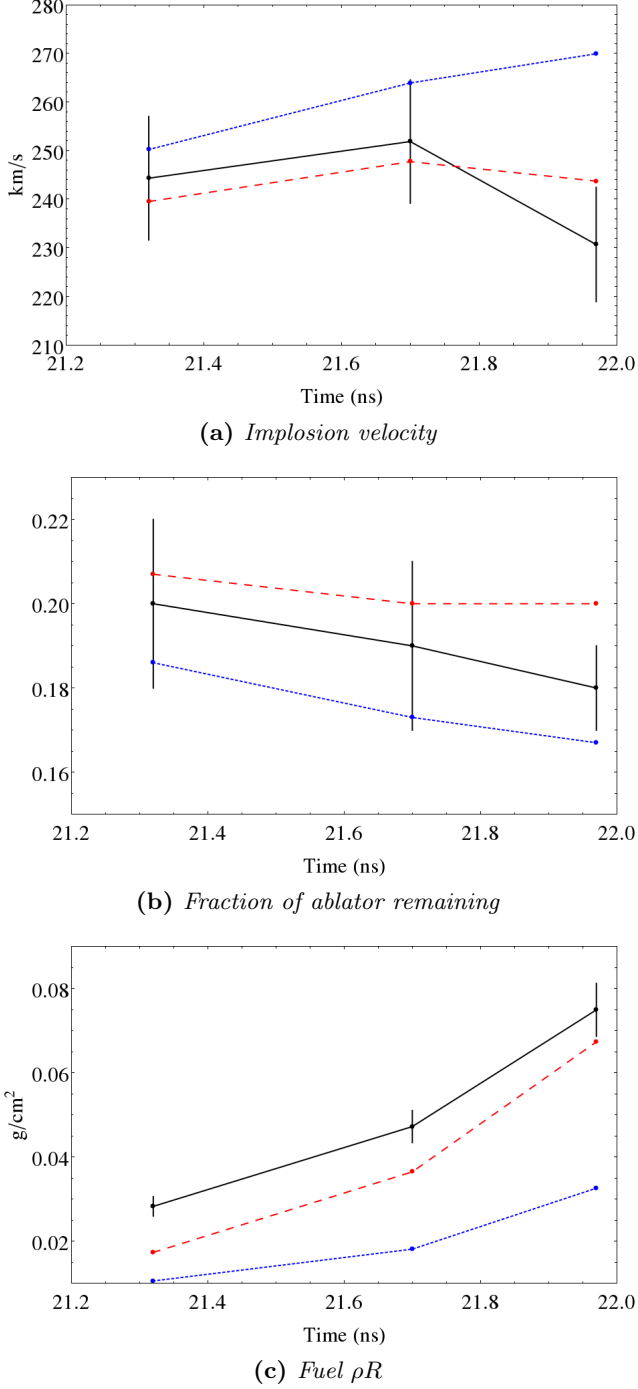 280
270
260
250
240
230
220
210
km/s
21.2 21.4 21.6 21.8 22.0
Time (ns)
(a) Implosion velocity
0.22
0.20
0.18
0.16
21.2 21.4 21.6 21.8 22.0
Time (ns)
(b) Fraction of ablator remaining
0.08
0.06
0.04
0.02
g/cm²
21.2 21.4 21.6 21.8 22.0
Time (ns)
(c) Fuel ρR